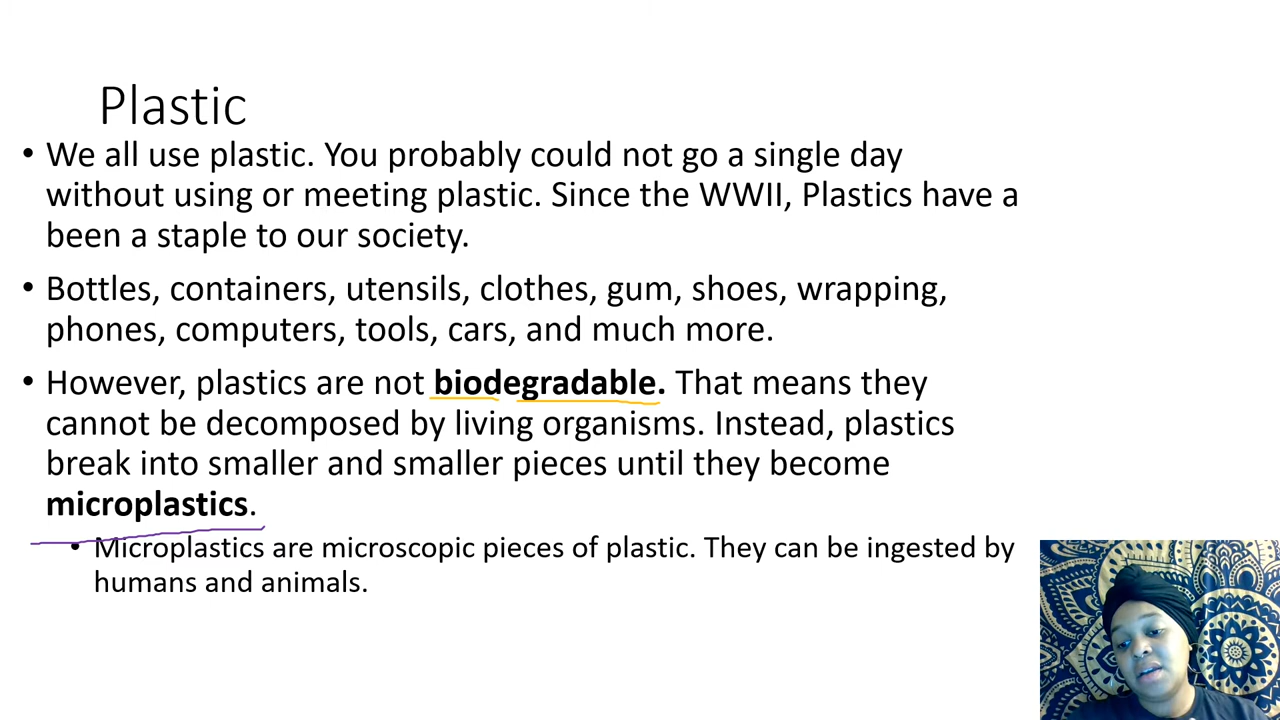 Plastic
• We all use plastic. You probably could not go a single day
without using or meeting plastic. Since the WWII, Plastics have a
been a staple to our society.
• Bottles, containers, utensils, clothes, gum, shoes, wrapping,
phones, computers, tools, cars, and much more.
• However, plastics are not biodegradable. That means they
cannot be decomposed by living organisms. Instead, plastics
break into smaller and smaller pieces until they become
microplastics.
• Microplastics are microscopic pieces of plastic. They can be ingested by
humans and animals.